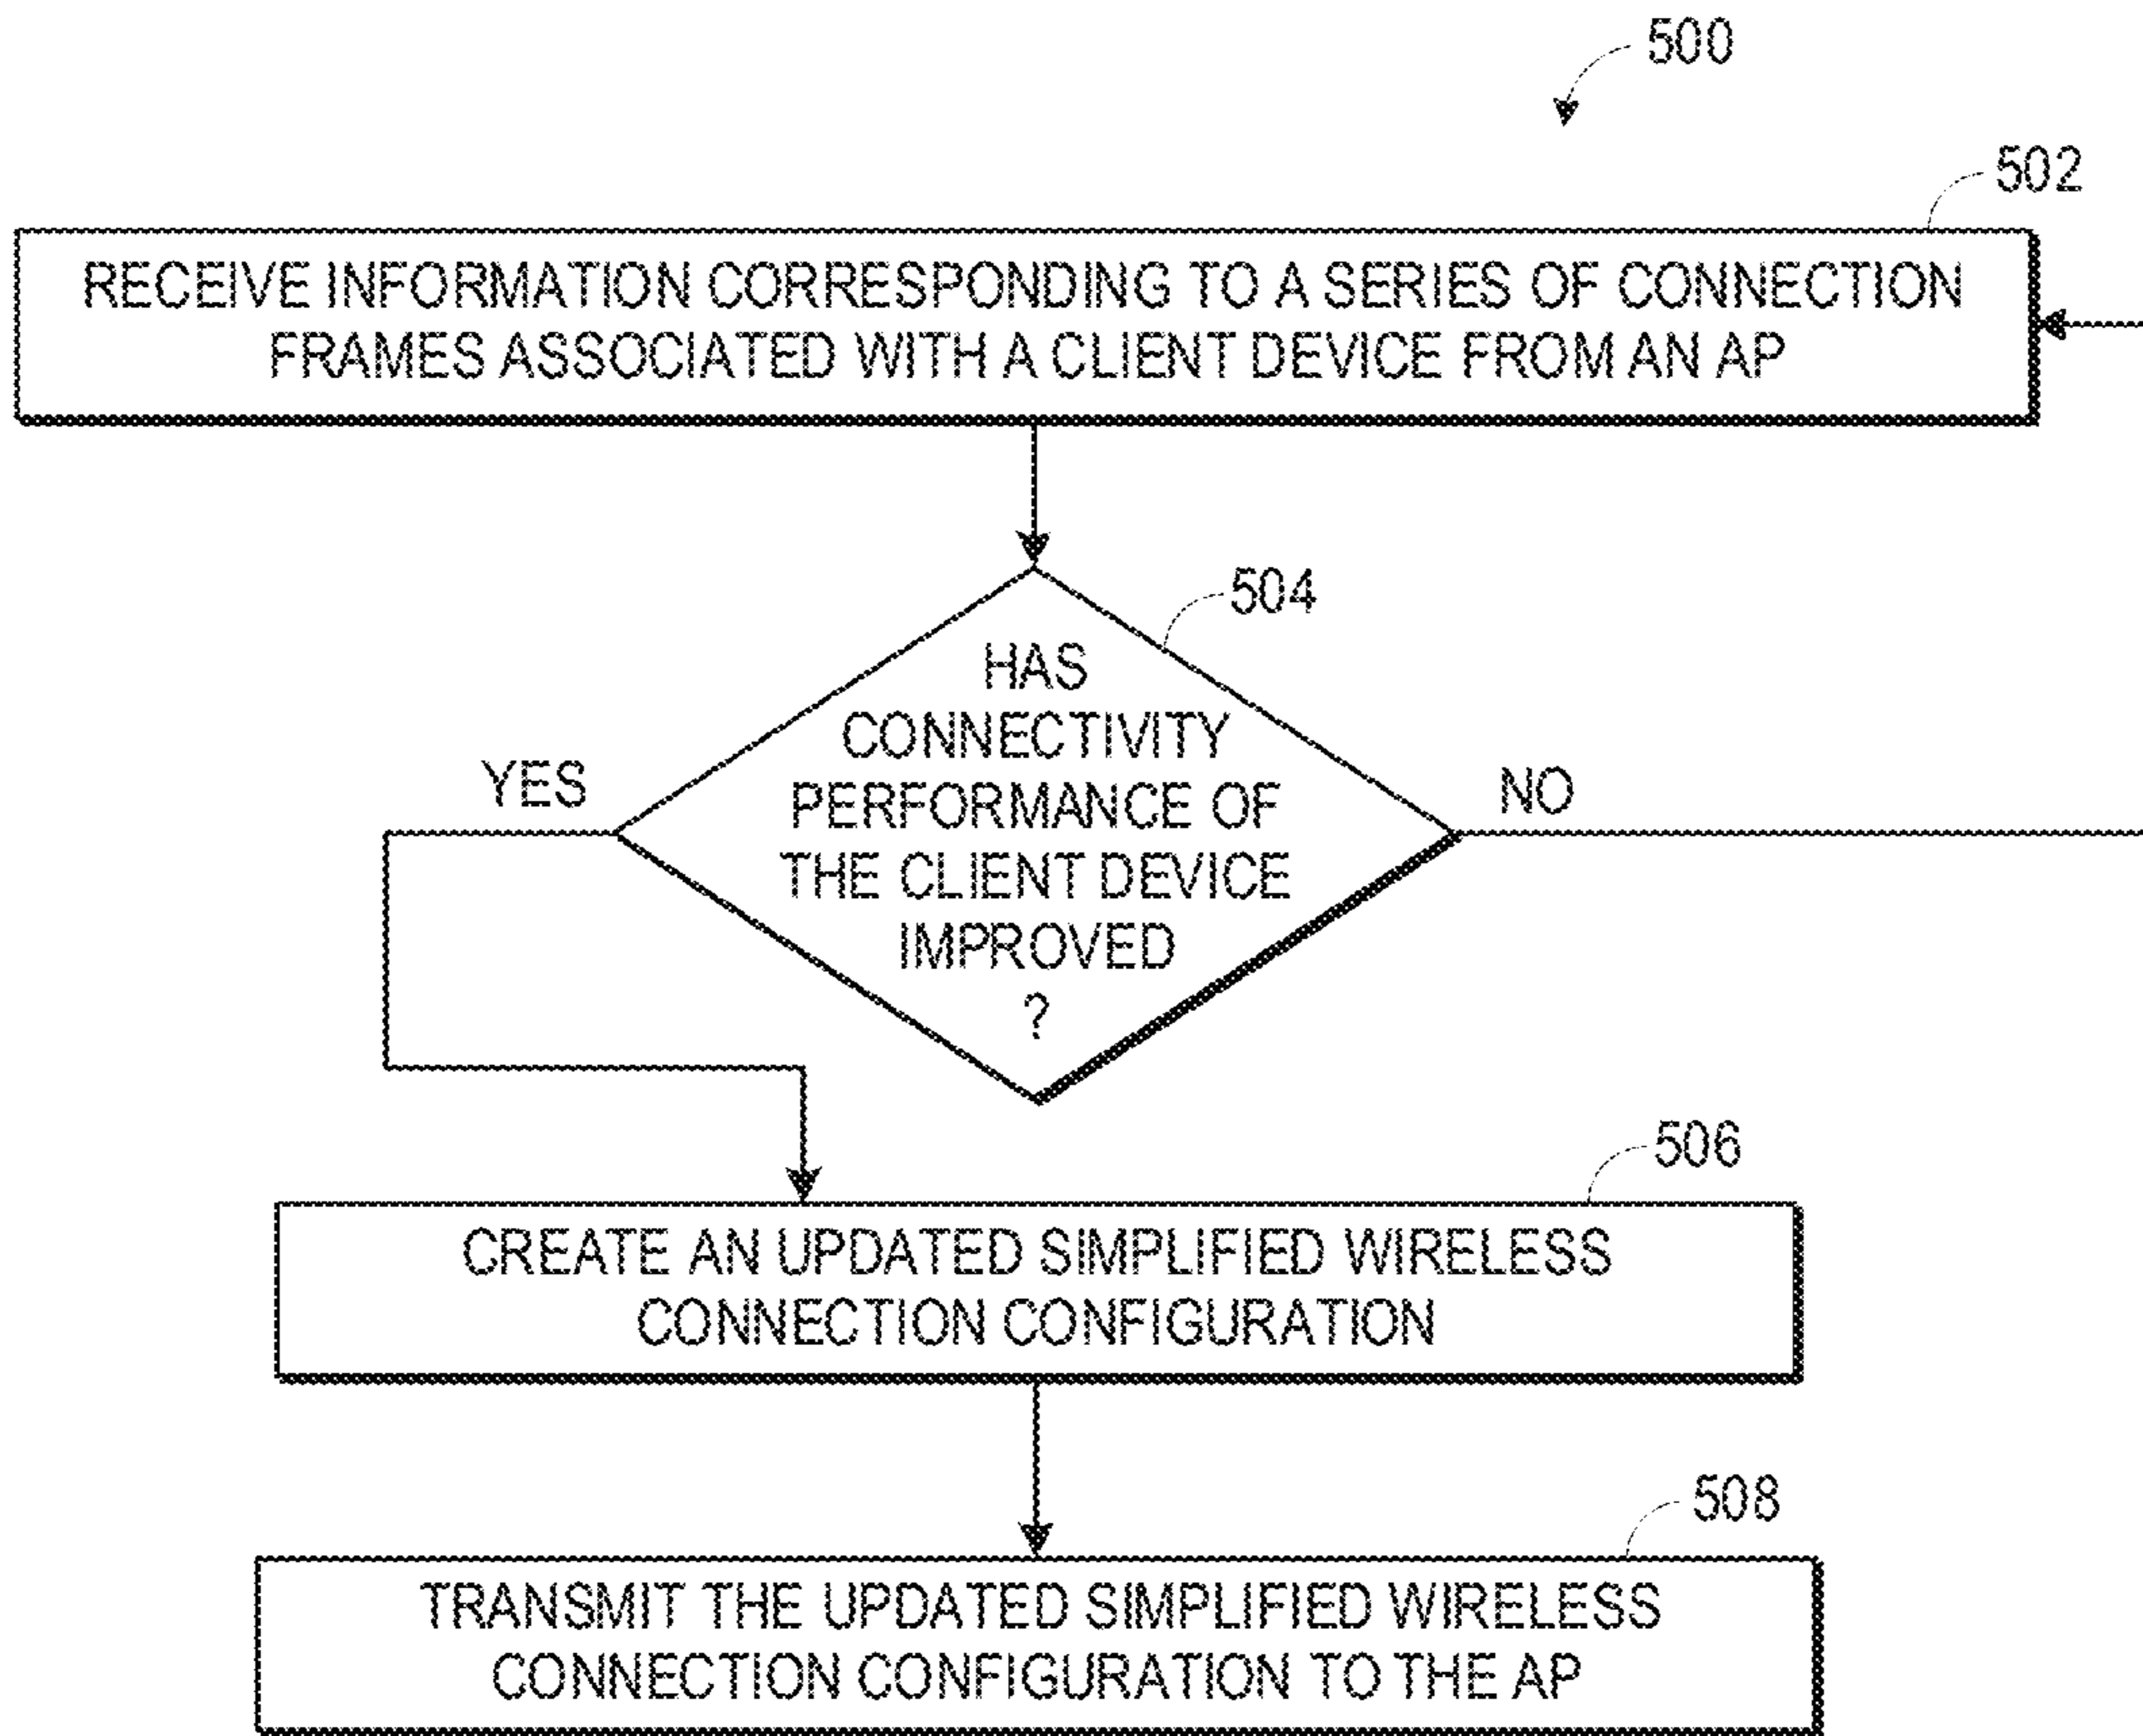 500
502
RECEIVE INFORMATION CORRESPONDING TO A SERIES OF CONNECTION
FRAMES ASSOCIATED WITH A CLIENT DEVICE FROM AN AP
504
HAS
CONNECTIVITY
PERFORMANCE OF
THE CLIENT DEVICE
IMPROVED
?
YES
NO
506
CREATE AN UPDATED SIMPLIFIED WIRELESS
CONNECTION CONFIGURATION
508
TRANSMIT THE UPDATED SIMPLIFIED WIRELESS
CONNECTION CONFIGURATION TO THE AP